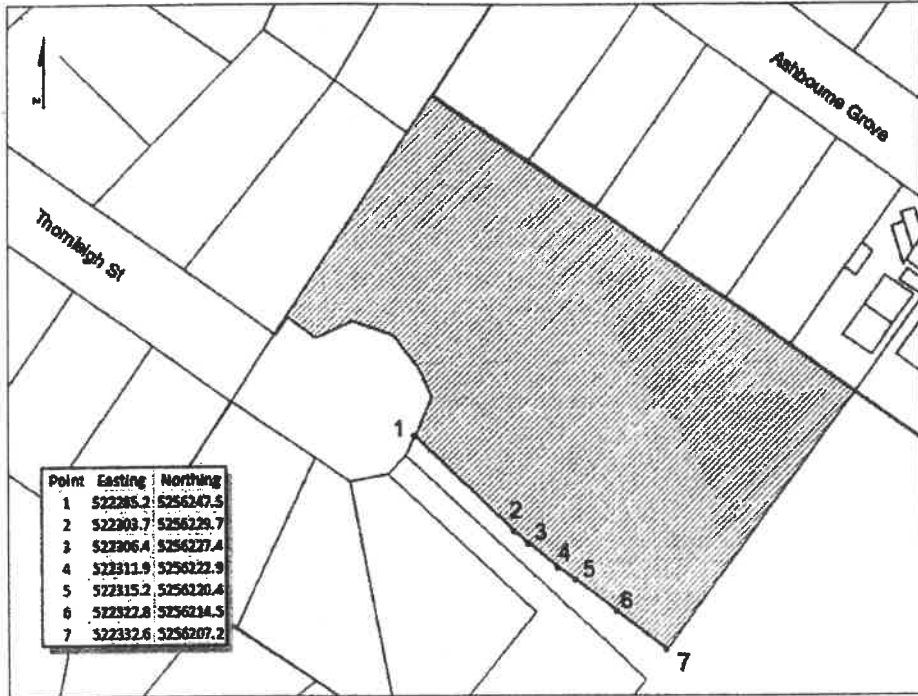 N
Ashbourne Grove
Thornleigh St
1
2
3
4
5
6
7
Point Easting Northing
1 522285.2 5256247.5
2 522303.7 5256229.7
3 522306.4 5256227.4
4 522311.9 5256222.9
5 522315.2 5256220.4
6 522322.8 5256214.5
7 522332.6 5256207.2